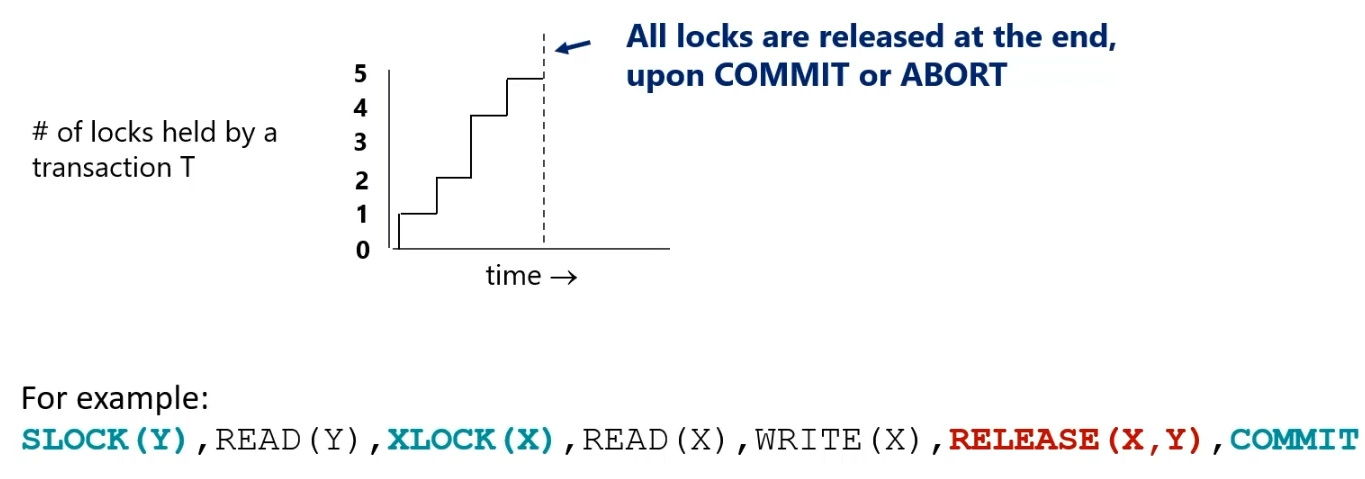 All locks are released at the end,
upon COMMIT or ABORT
# of locks held by a
transaction T
5
4
3
2
1
0
time →
For example:
SLOCK(Y),READ(Y),XLOCK(X),READ(X),WRITE(X),RELEASE(X,Y),COMMIT